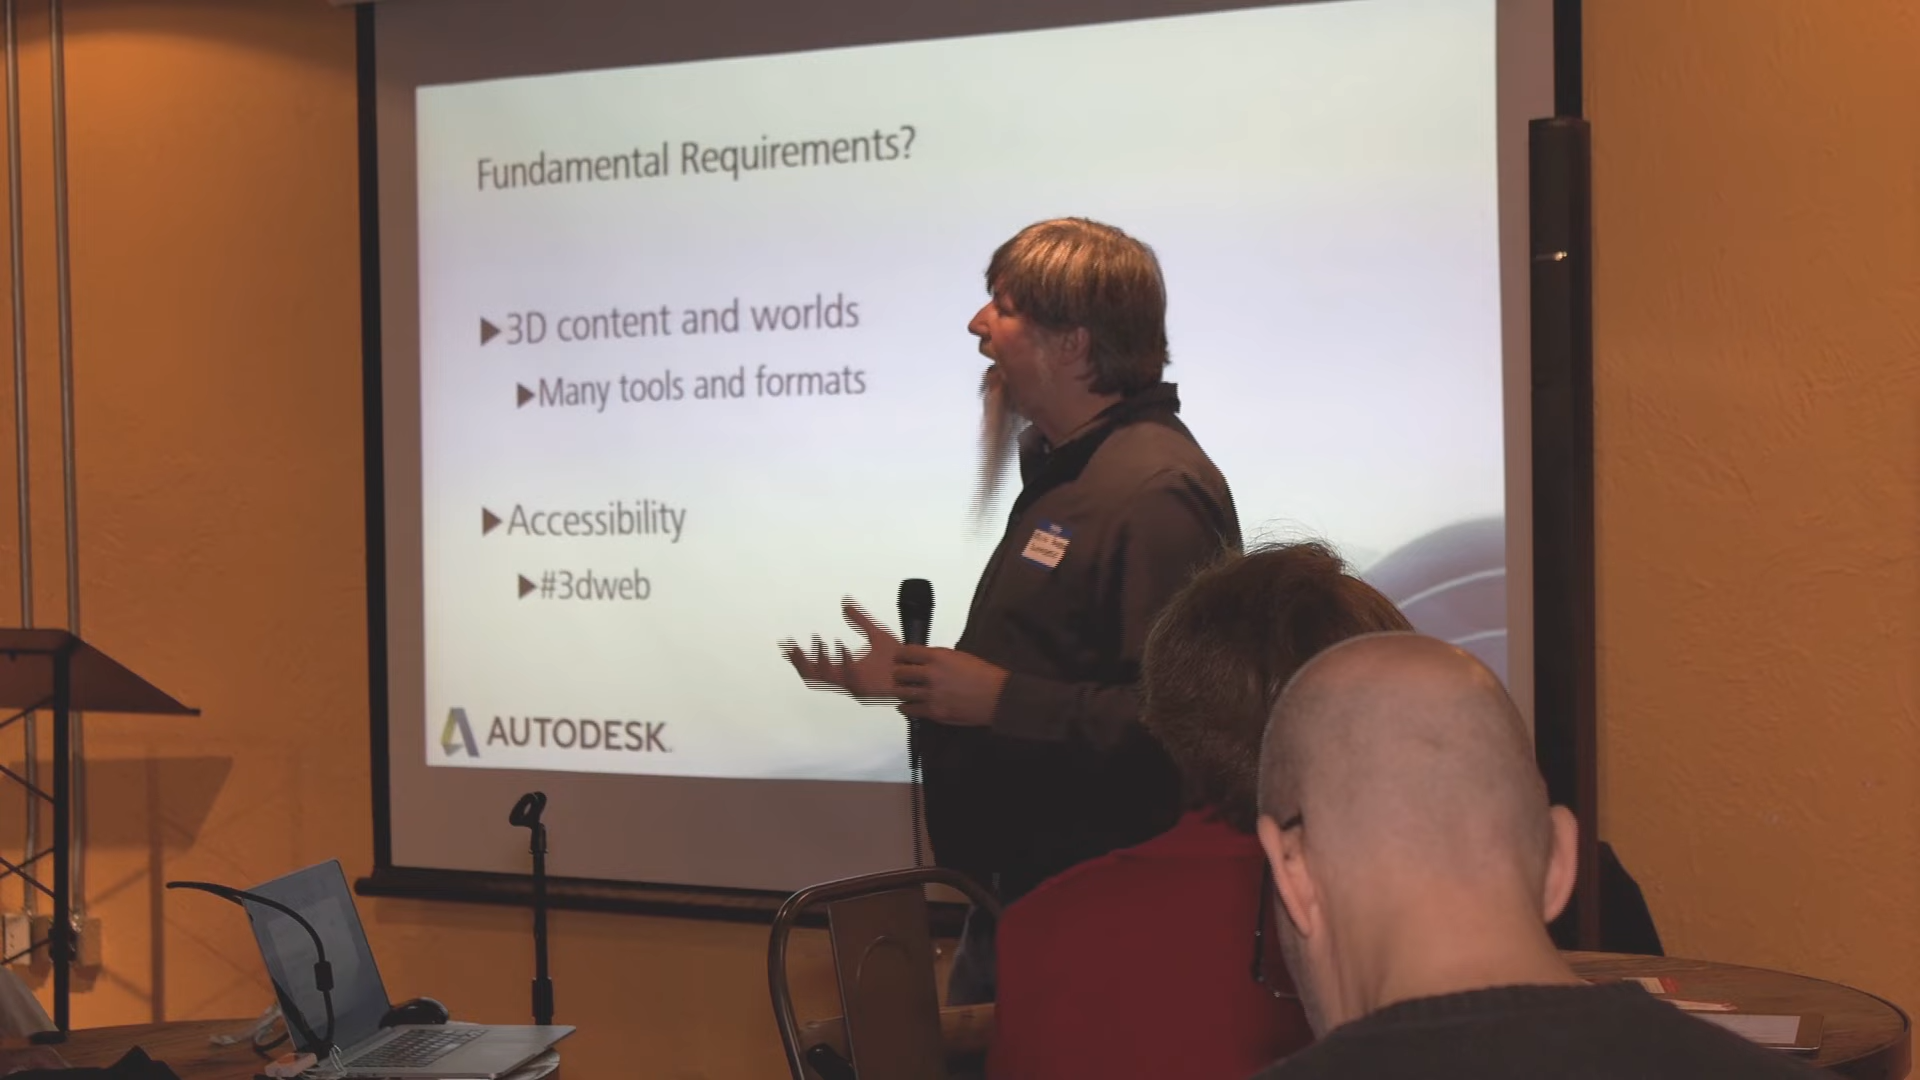 Fundamental Requirements?
▶3D content and worlds
▶Many tools and formats
▶Accessibility
▶#3dweb
AUTODESK